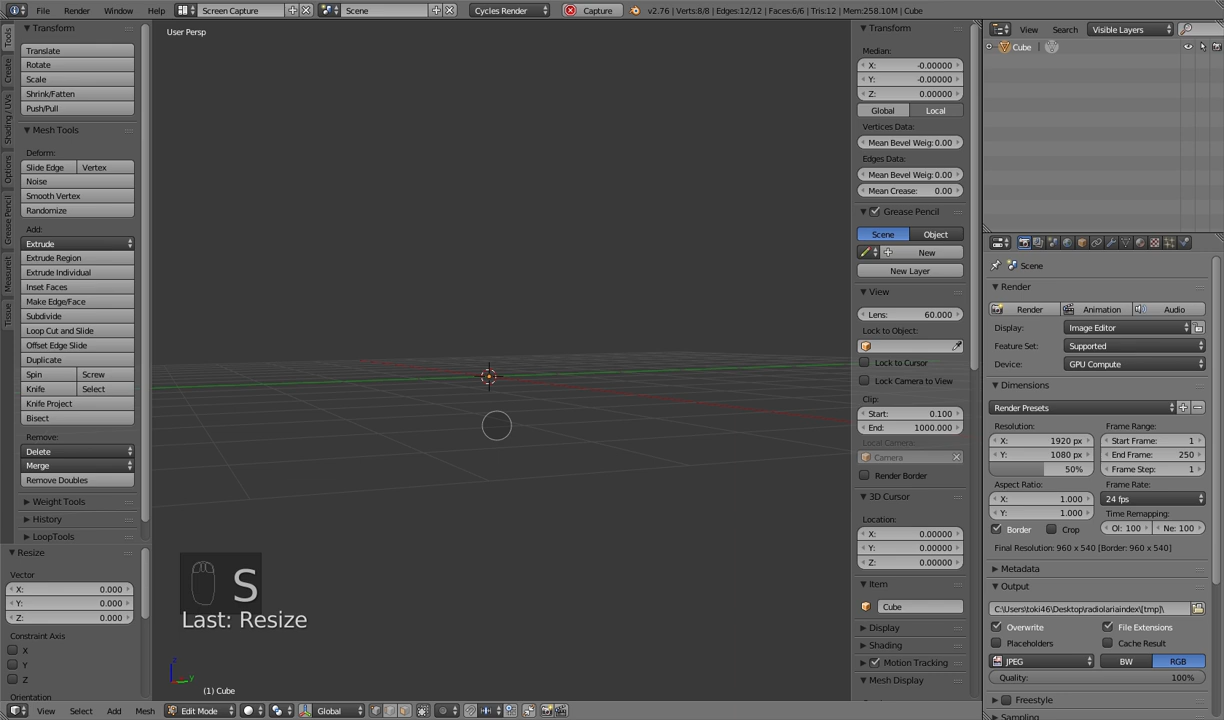 File Render Window Help Screen Capture Scene Cycles Render Capture v2.76 | Verts:8/8 | Edges:12/12 | Faces:6/6 | Tris:12 | Mem:258.10M | Cube
Tools
Create
Shading / UVs
Options
Grease Pencil
Measureit
Tissue
Transform
Translate
Rotate
Scale
Shrink/Fatten
Push/Pull
Mesh Tools
Deform:
Slide Edge Vertex
Noise
Smooth Vertex
Randomize
Add:
Extrude
Extrude Region
Extrude Individual
Inset Faces
Make Edge/Face
Subdivide
Loop Cut and Slide
Offset Edge Slide
Duplicate
Spin Screw
Knife Select
Knife Project
Bisect
Remove:
Delete
Merge
Remove Doubles
Weight Tools
History
LoopTools
Resize
Vector
X: 0.000
Y: 0.000
Z: 0.000
Constraint Axis
X
Y
Z
Orientation
User Persp
S
Last: Resize
z
y
(1) Cube
View Select Add Mesh Edit Mode Global
Transform
Median:
X: -0.00000
Y: -0.00000
Z: 0.00000
Global Local
Vertices Data:
Mean Bevel Weig: 0.00
Edges Data:
Mean Bevel Weig: 0.00
Mean Crease: 0.00
Grease Pencil
Scene Object
New
New Layer
View
Lens: 60.000
Lock to Object:
Lock to Cursor
Lock Camera to View
Clip:
Start: 0.100
End: 1000.000
Local Camera:
Camera
Render Border
3D Cursor
Location:
X: 0.00000
Y: 0.00000
Z: 0.00000
Item
Cube
Display
Shading
Motion Tracking
Mesh Display
View Search Visible Layers
Cube
Scene
Render
Render Animation Audio
Display: Image Editor
Feature Set: Supported
Device: GPU Compute
Dimensions
Render Presets
Resolution: Frame Range:
X: 1920 px Start Frame: 1
Y: 1080 px End Frame: 250
50% Frame Step: 1
Aspect Ratio: Frame Rate:
X: 1.000 24 fps
Y: 1.000 Time Remapping:
Border Crop Ol: 100 Ne: 100
Final Resolution: 960 x 540 [Border: 960 x 540]
Metadata
Output
C:\Users\toki46\Desktop\radiolariaindex\[tmp]\
Overwrite File Extensions
Placeholders Cache Result
JPEG BW RGB
Quality: 100%
Freestyle
Sampling